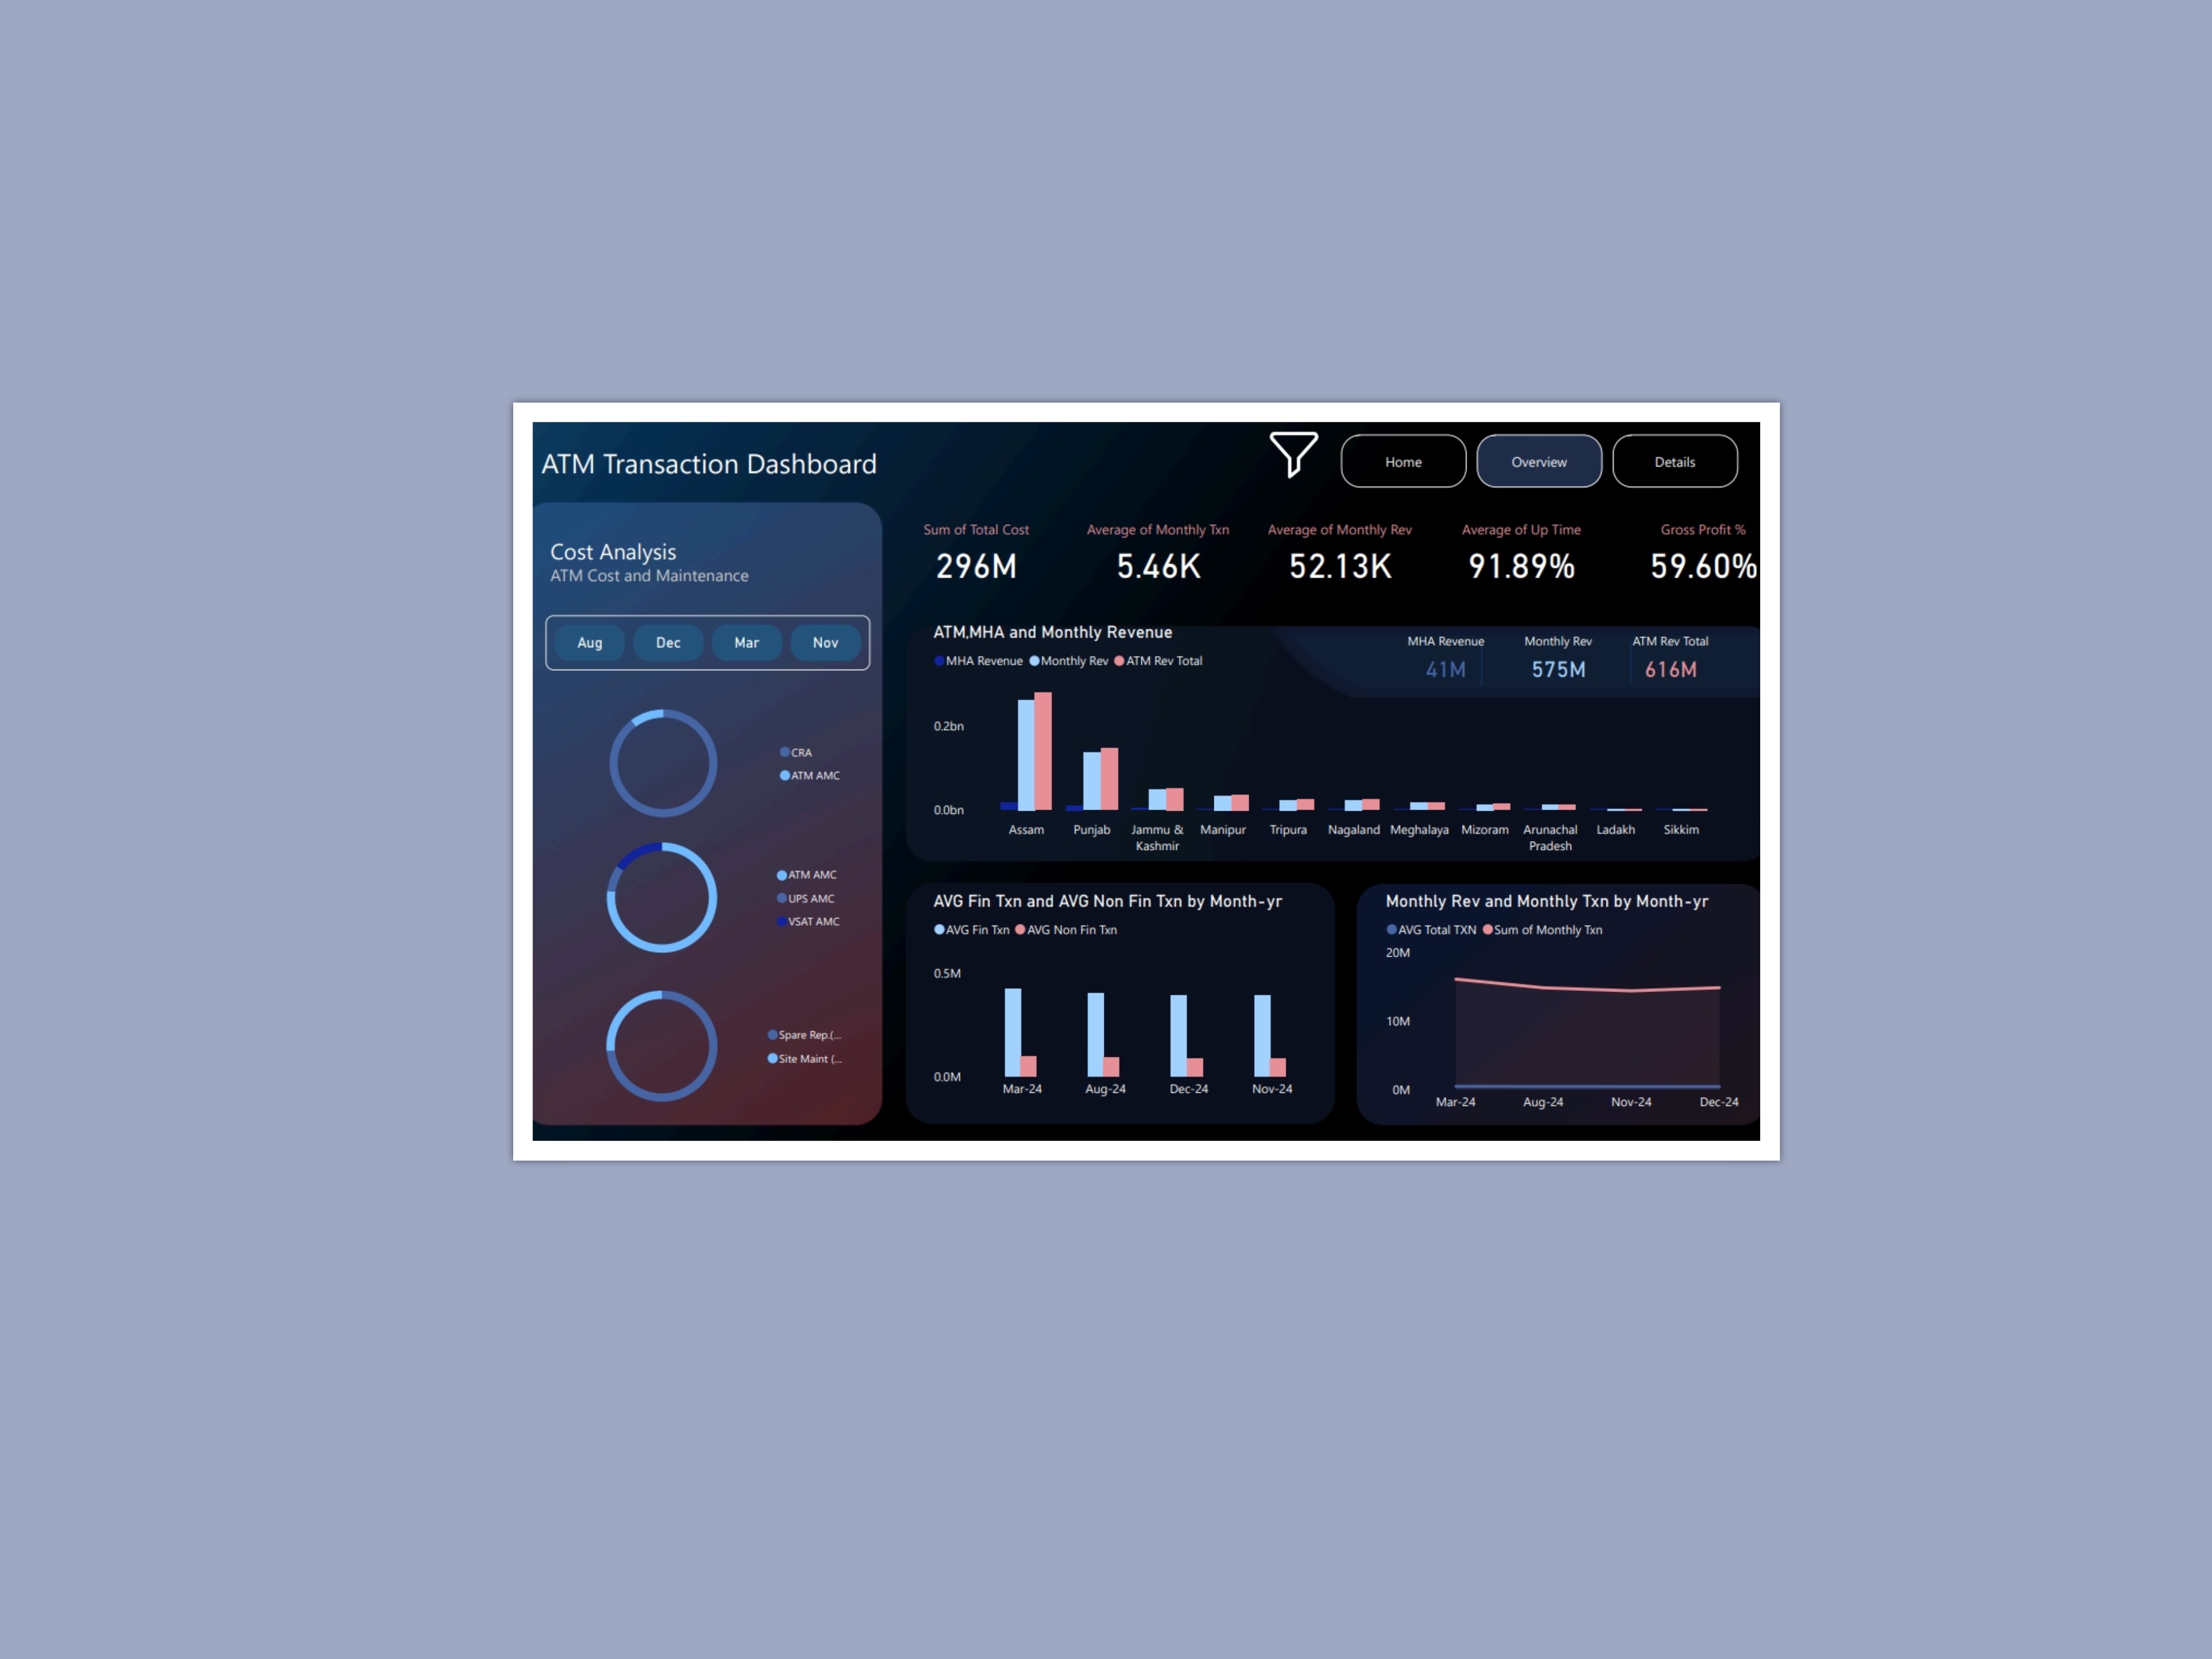 ATM Transaction Dashboard
Home
Overview
Details
Cost Analysis
ATM Cost and Maintenance
Aug
Dec
Mar
Nov
CRA
ATM AMC
ATM AMC
UPS AMC
VSAT AMC
Spare Rep.(...
Site Maint (...
Sum of Total Cost
296M
Average of Monthly Txn
5.46K
Average of Monthly Rev
52.13K
Average of Up Time
91.89%
Gross Profit %
59.60%
ATM,MHA and Monthly Revenue
MHA Revenue Monthly Rev ATM Rev Total
MHA Revenue
41M
Monthly Rev
575M
ATM Rev Total
616M
0.2bn
0.0bn
Assam
Punjab
Jammu &
Kashmir
Manipur
Tripura
Nagaland
Meghalaya
Mizoram
Arunachal
Pradesh
Ladakh
Sikkim
AVG Fin Txn and AVG Non Fin Txn by Month-yr
AVG Fin Txn AVG Non Fin Txn
0.5M
0.0M
Mar-24
Aug-24
Dec-24
Nov-24
Monthly Rev and Monthly Txn by Month-yr
AVG Total TXN Sum of Monthly Txn
20M
10M
0M
Mar-24
Aug-24
Nov-24
Dec-24